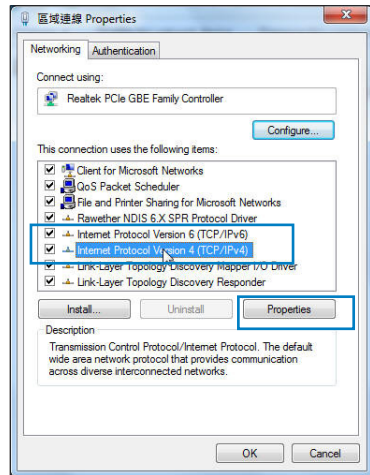 區域連線 Properties
Networking
Authentication
Connect using:
Realtek PCIe GBE Family Controller
Configure...
This connection uses the following items:
Client for Microsoft Networks
QoS Packet Scheduler
File and Printer Sharing for Microsoft Networks
Rawether NDIS 6.X SPR Protocol Driver
Internet Protocol Version 6 (TCP/IPv6)
Internet Protocol Version 4 (TCP/IPv4)
Link-Layer Topology Discovery Mapper I/O Driver
Link-Layer Topology Discovery Responder
Install...
Uninstall
Properties
Description
Transmission Control Protocol/Internet Protocol. The default
wide area network protocol that provides communication
across diverse interconnected networks.
OK
Cancel